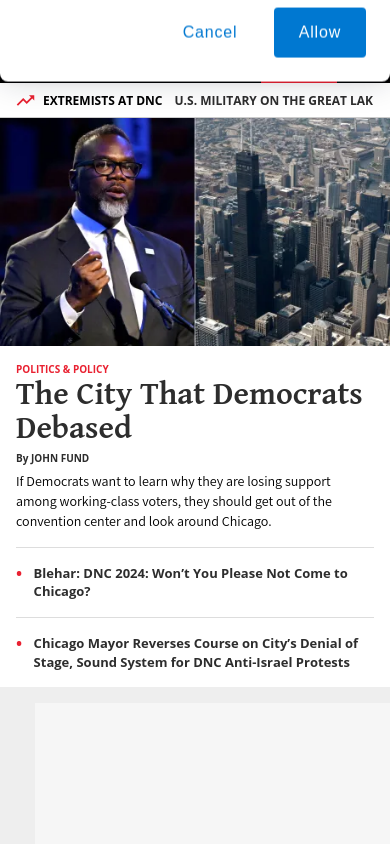 Cancel
Allow
EXTREMISTS AT DNC
U.S. MILITARY ON THE GREAT LAK
POLITICS & POLICY
The City That Democrats
Debased
By JOHN FUND
If Democrats want to learn why they are losing support
among working-class voters, they should get out of the
convention center and look around Chicago.
Blehar: DNC 2024: Won’t You Please Not Come to
Chicago?
Chicago Mayor Reverses Course on City’s Denial of
Stage, Sound System for DNC Anti-Israel Protests